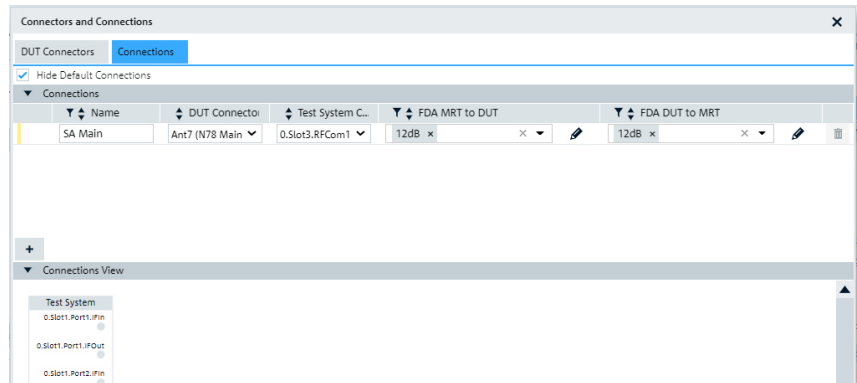 Connectors and Connections
DUT Connectors Connections
Hide Default Connections
Connections
Name DUT Connector Test System C... FDA MRT to DUT FDA DUT to MRT
SA Main Ant7 (N78 Main 0.Slot3.RFCom1 12dB × 12dB ×
+
Connections View
Test System
0.Slot1.Port1.IFIn
0.Slot1.Port1.IFOut
0.Slot1.Port2.IFIn